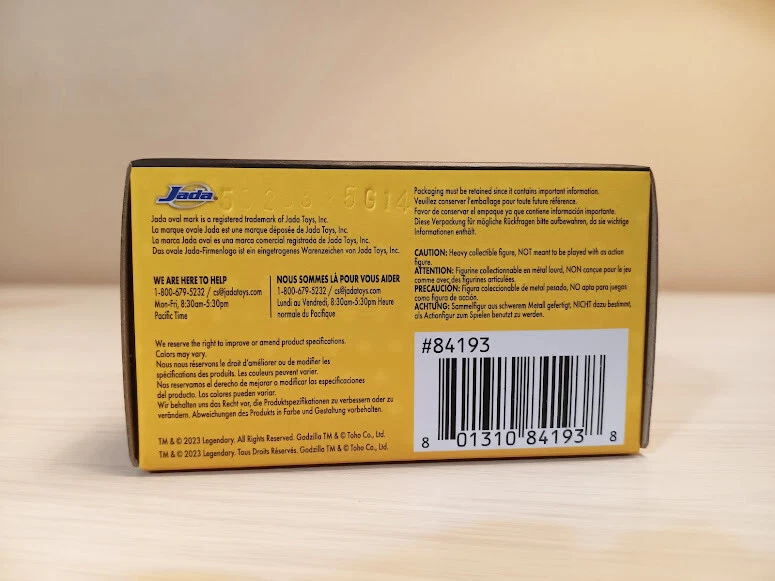 Jada
Jada oval mark is a registered trademark of Jada Toys, Inc.
La marque ovale Jada est une marque déposée de Jada Toys, Inc.
La marca Jada oval es una marca comercial registrada de Jada Toys, Inc.
Das ovale Jada-Firmenlogo ist ein eingetragenes Warenzeichen von Jada Toys, Inc.
WE ARE HERE TO HELP
1-800-679-5232 / cs@jadatoys.com
Mon-Fri, 8:30am-5:30pm
Pacific Time
NOUS SOMMES LÀ POUR VOUS AIDER
1-800-679-5232 / cs@jadatoys.com
Lundi au Vendredi, 8:30am-5:30pm Heure
normale du Pacifique
We reserve the right to improve or amend product specifications.
Colors may vary.
Nous nous réservons le droit d'améliorer ou de modifier les
spécifications des produits. Les couleurs peuvent varier.
Nos reservamos el derecho de mejorar o modificar las especificaciones
del producto. Los colores pueden variar.
Wir behalten uns das Recht vor, die Produktspezifikationen zu verbessern oder zu
verändern. Abweichungen des Produkts in Farbe und Gestaltung vorbehalten.
TM & © 2023 Legendary. All Rights Reserved. Godzilla TM & © Toho Co., Ltd.
TM & © 2023 Legendary. Tous Droits Réservés. Godzilla TM & © Toho Co., Ltd.
Packaging must be retained since it contains important information.
Veuillez conserver l'emballage pour toute future référence.
Favor de conservar el empaque ya que contiene información importante.
Diese Verpackung für mögliche Rückfragen bitte aufbewahren, da sie wichtige
Informationen enthält.
CAUTION: Heavy collectible figure, NOT meant to be played with as action
figure.
ATTENTION: Figurine collectionnable en métal lourd, NON conçue pour le jeu
comme avec des figurines articulées.
PRECAUCIÓN: Figura coleccionable de metal pesado, NO apta para juegos
como figura de acción.
ACHTUNG: Sammelfigur aus schwerem Metall gefertigt, NICHT dazu bestimmt,
als Actionfigur zum Spielen benutzt zu werden.
#84193
8 01310 84193 8